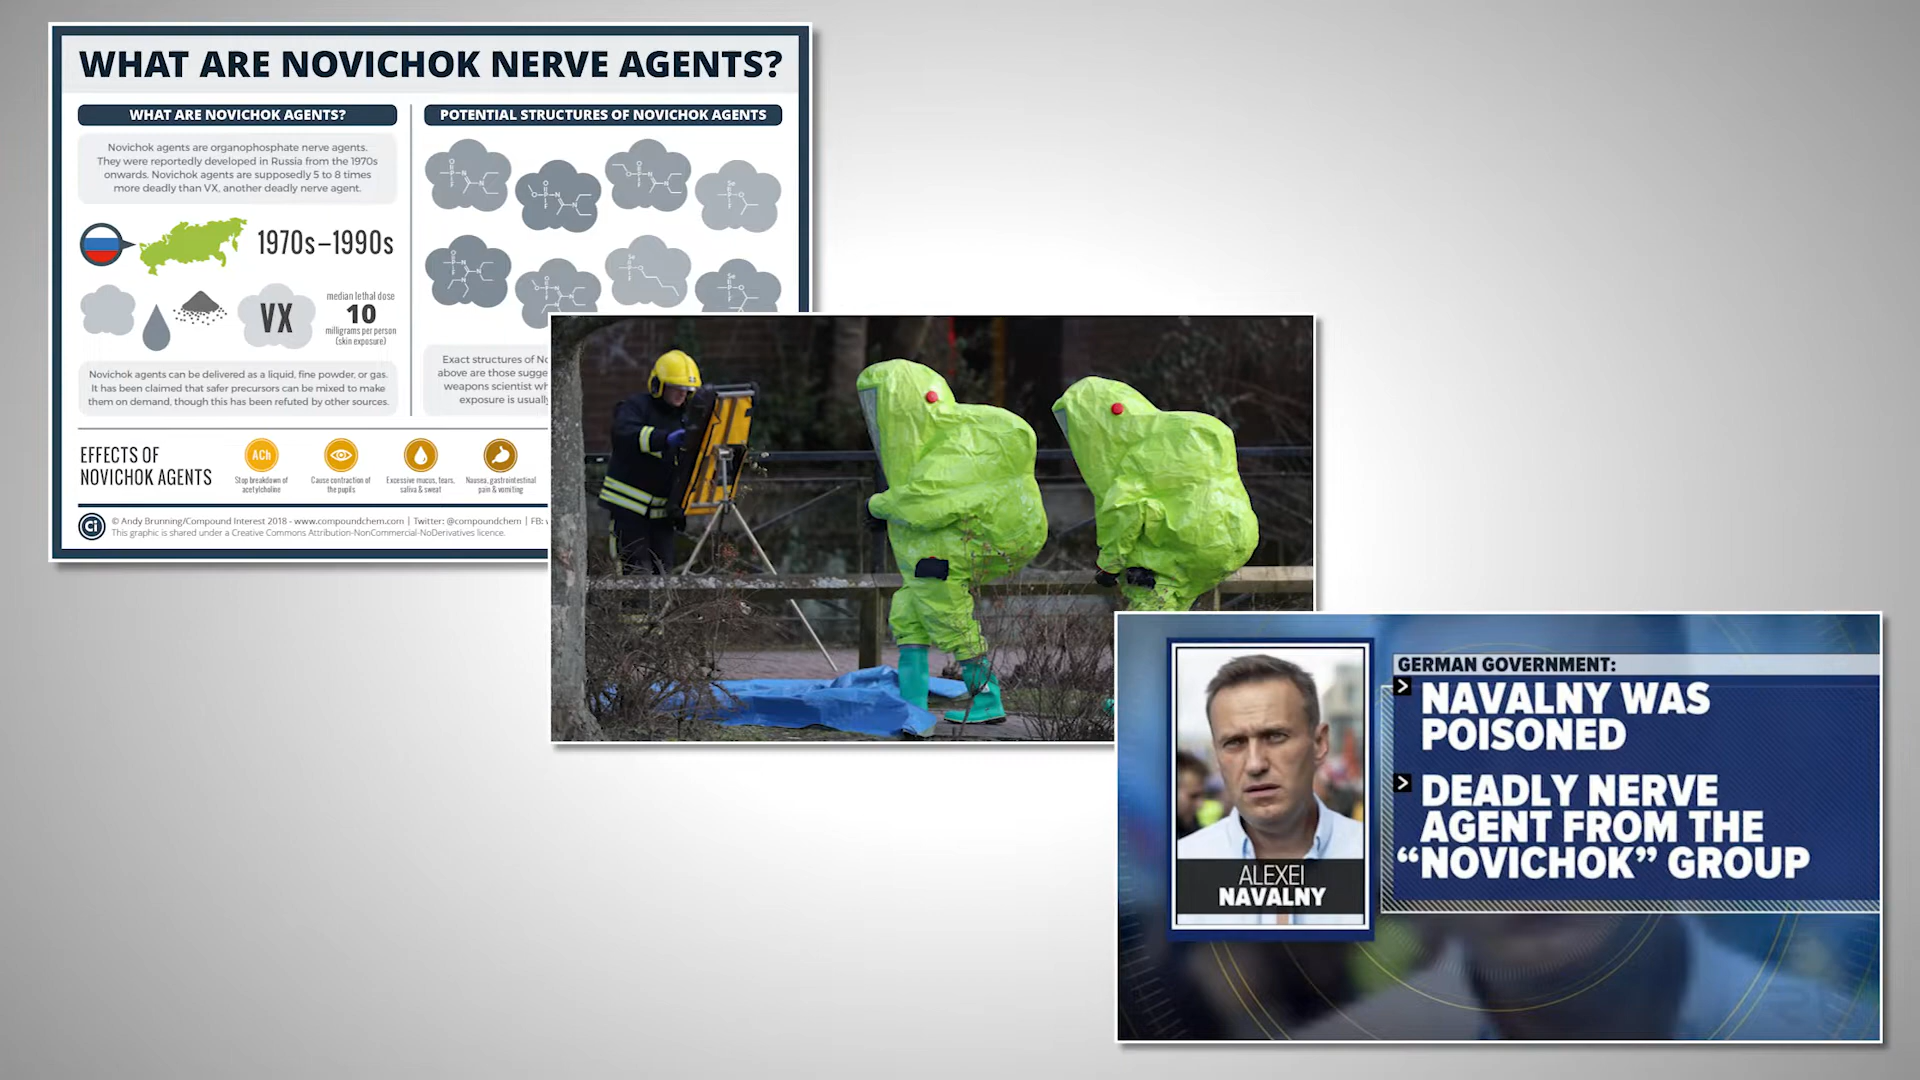 WHAT ARE NOVICHOK NERVE AGENTS?
WHAT ARE NOVICHOK AGENTS?
Novichok agents are organophosphate nerve agents.
They were reportedly developed in Russia from the 1970s
onwards. Novichok agents are supposedly 5 to 8 times
more deadly than VX, another deadly nerve agent.
1970s–1990s
VX
median lethal dose
10
milligrams per person
(skin exposure)
Novichok agents can be delivered as a liquid, fine powder, or gas.
It has been claimed that safer precursors can be mixed to make
them on demand, though this has been refuted by other sources.
POTENTIAL STRUCTURES OF NOVICHOK AGENTS
Exact structures of
above are those
weapons scientist
exposure is
EFFECTS OF
NOVICHOK AGENTS
ACh
Stop breakdown of
acetylcholine
Cause contraction of
the pupils
Excessive mucus, tears,
saliva & sweat
Nausea, gastrointestinal
pain & vomiting
Ci
© Andy Brunning/Compound Interest 2018 - www.compoundchem.com | Twitter: @compoundchem | FB:
This graphic is shared under a Creative Commons Attribution-NonCommercial-NoDerivatives licence.
GERMAN GOVERNMENT:
NAVALNY WAS
POISONED
DEADLY NERVE
AGENT FROM THE
“NOVICHOK” GROUP
ALEXEI
NAVALNY